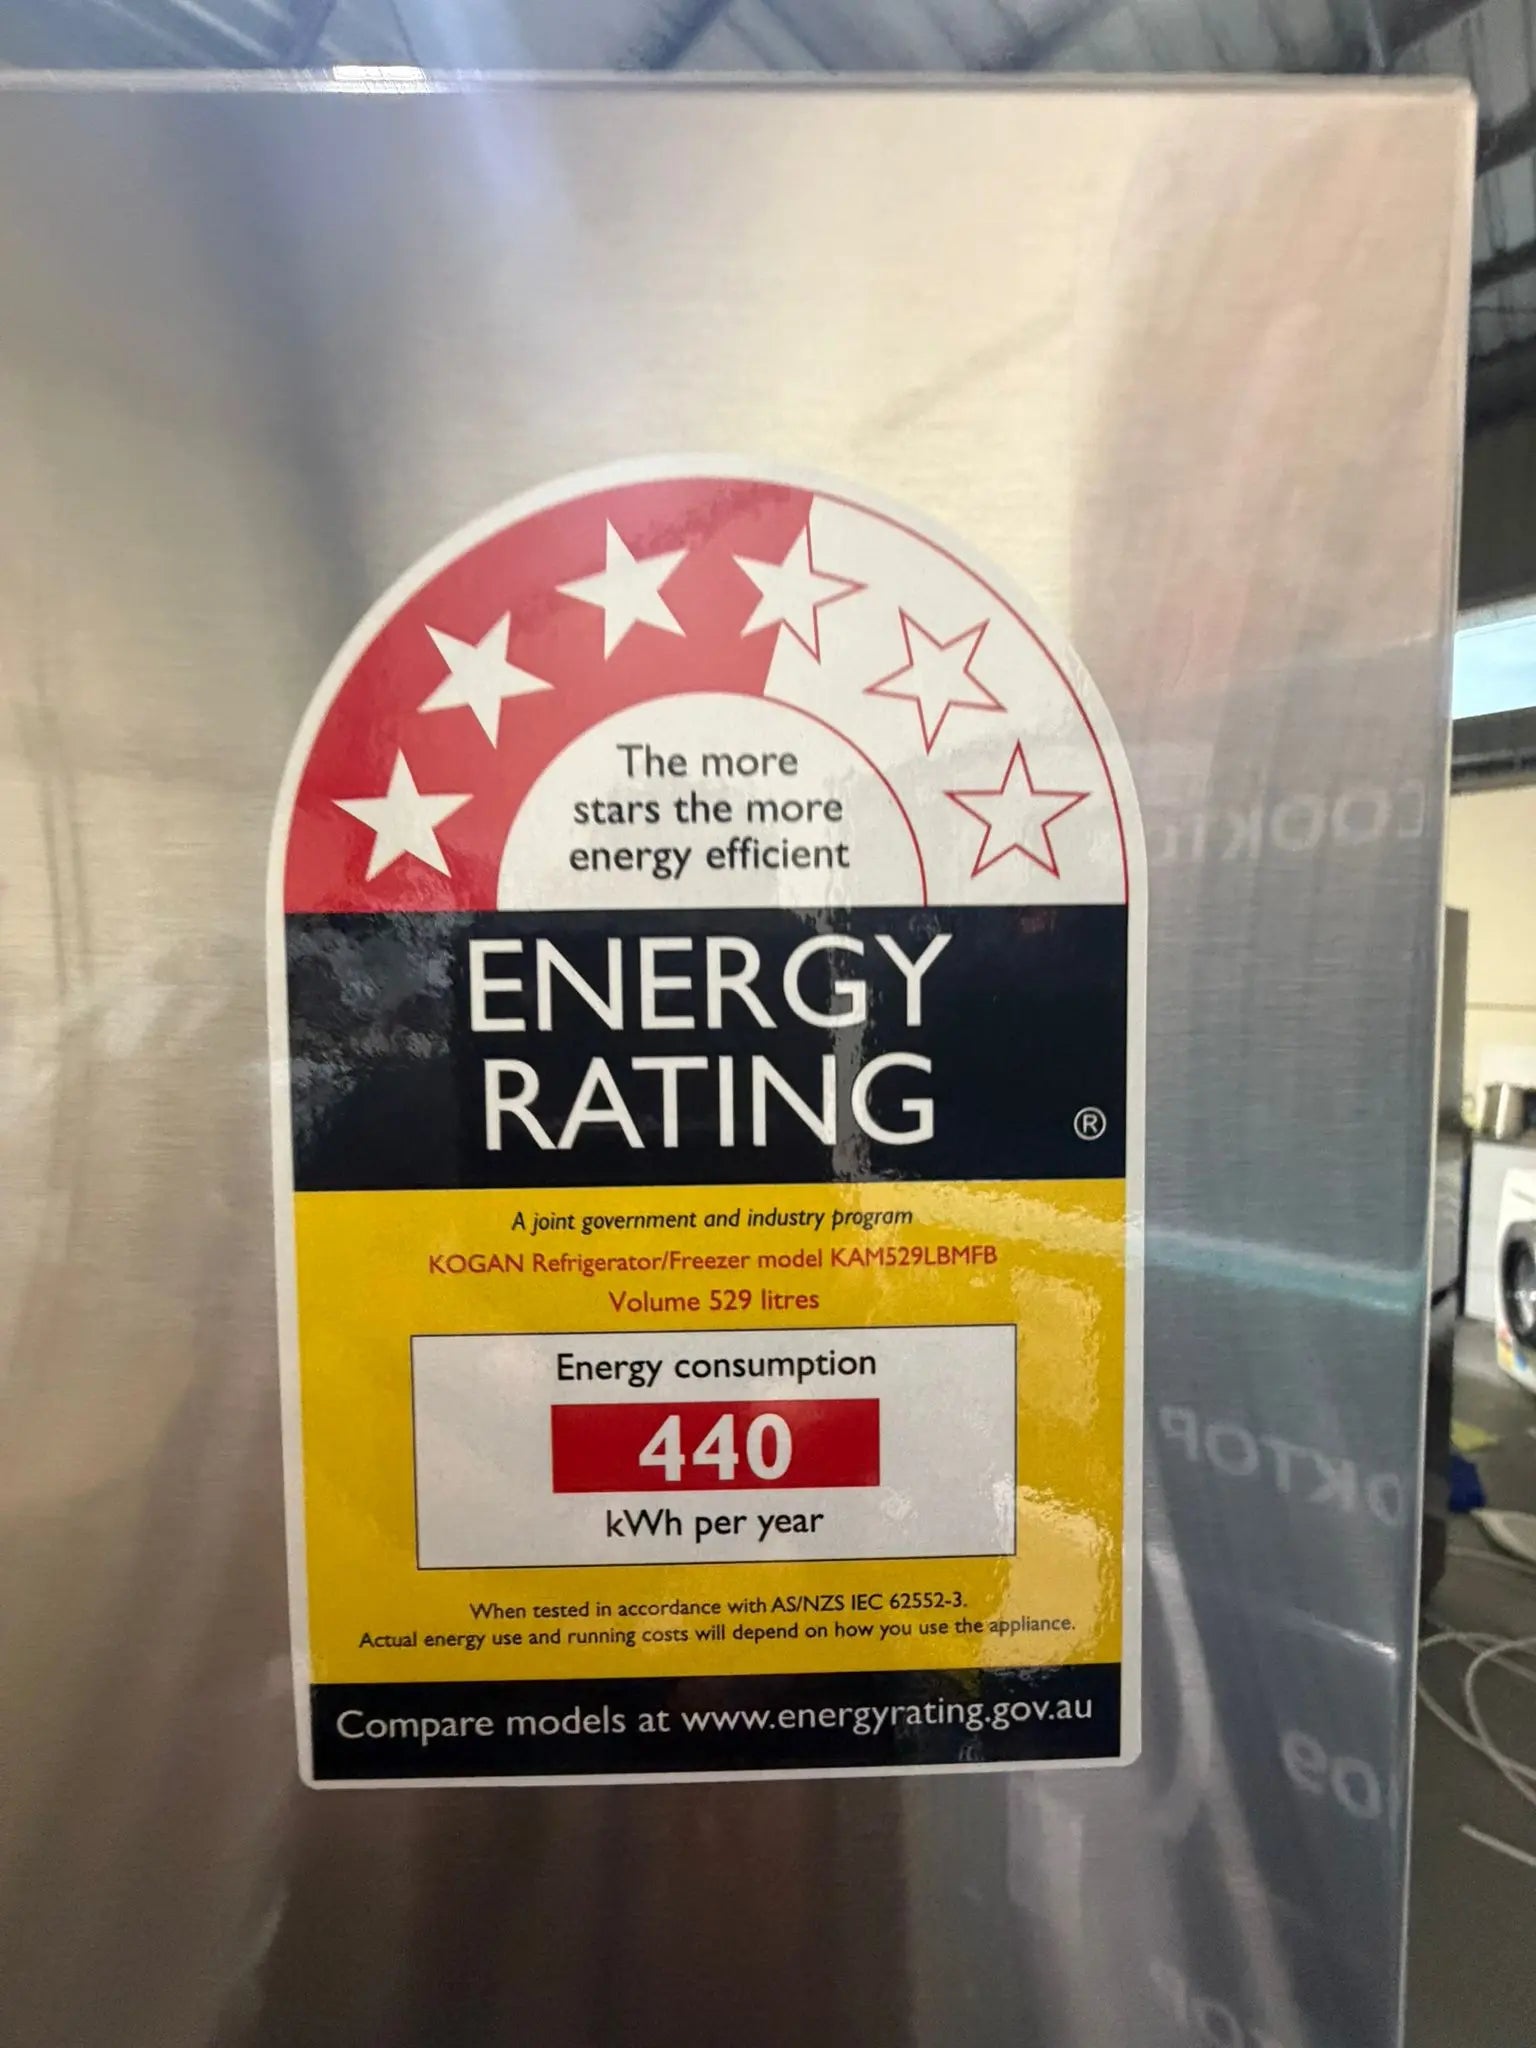 The more
stars the more
energy efficient
ENERGY
RATING
®
A joint government and industry program
KOGAN Refrigerator/Freezer model KAM529LBMFB
Volume 529 litres
Energy consumption
440
kWh per year
When tested in accordance with AS/NZS IEC 62552-3.
Actual energy use and running costs will depend on how you use the appliance.
Compare models at www.energyrating.gov.au